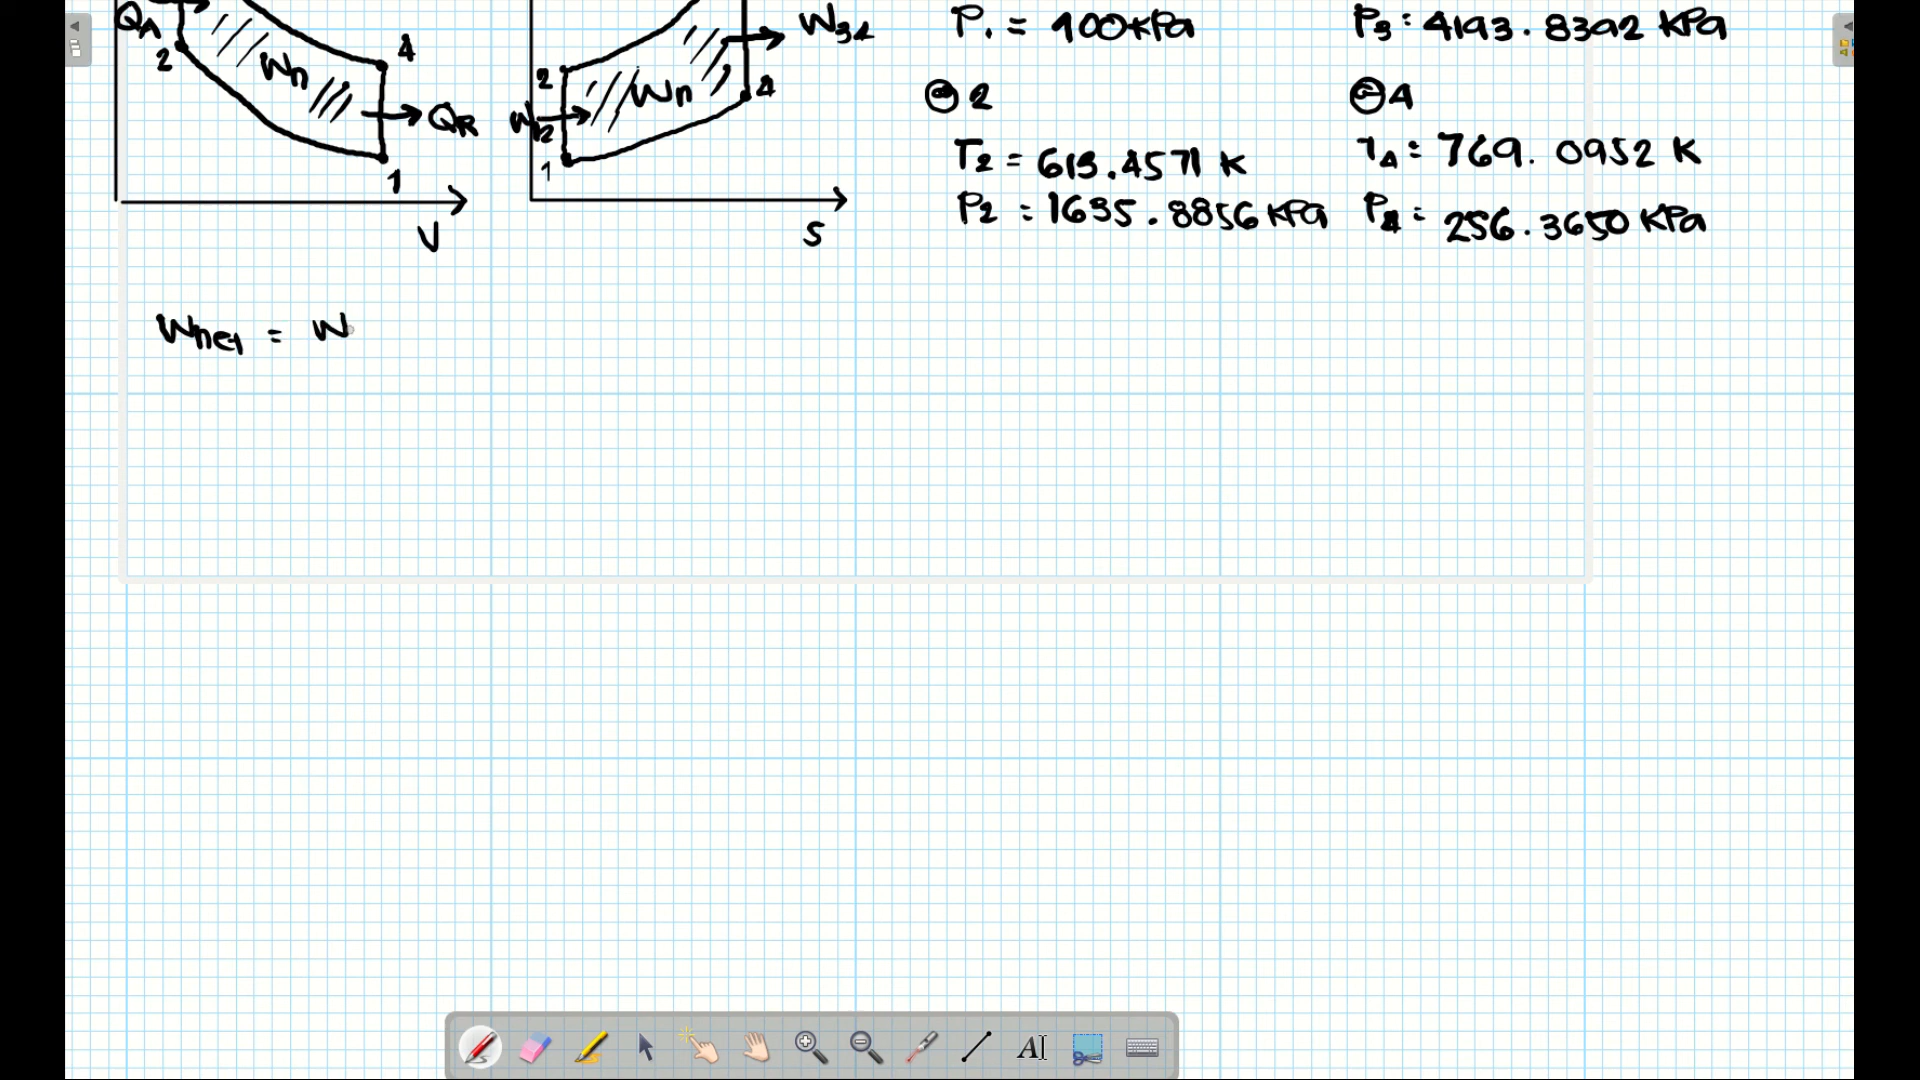 QA
2
Wn
4
QR
1
V
2
Wn
W34
4
W12
1
S
P1 = 100 kPa
P3 : 4193.8392 kPa
@ 2
@ 4
T2 = 613.4571 K
T4 : 769.0952 K
P2 : 1635.8856 kPa
P4 : 256.3650 kPa
Wnet = W